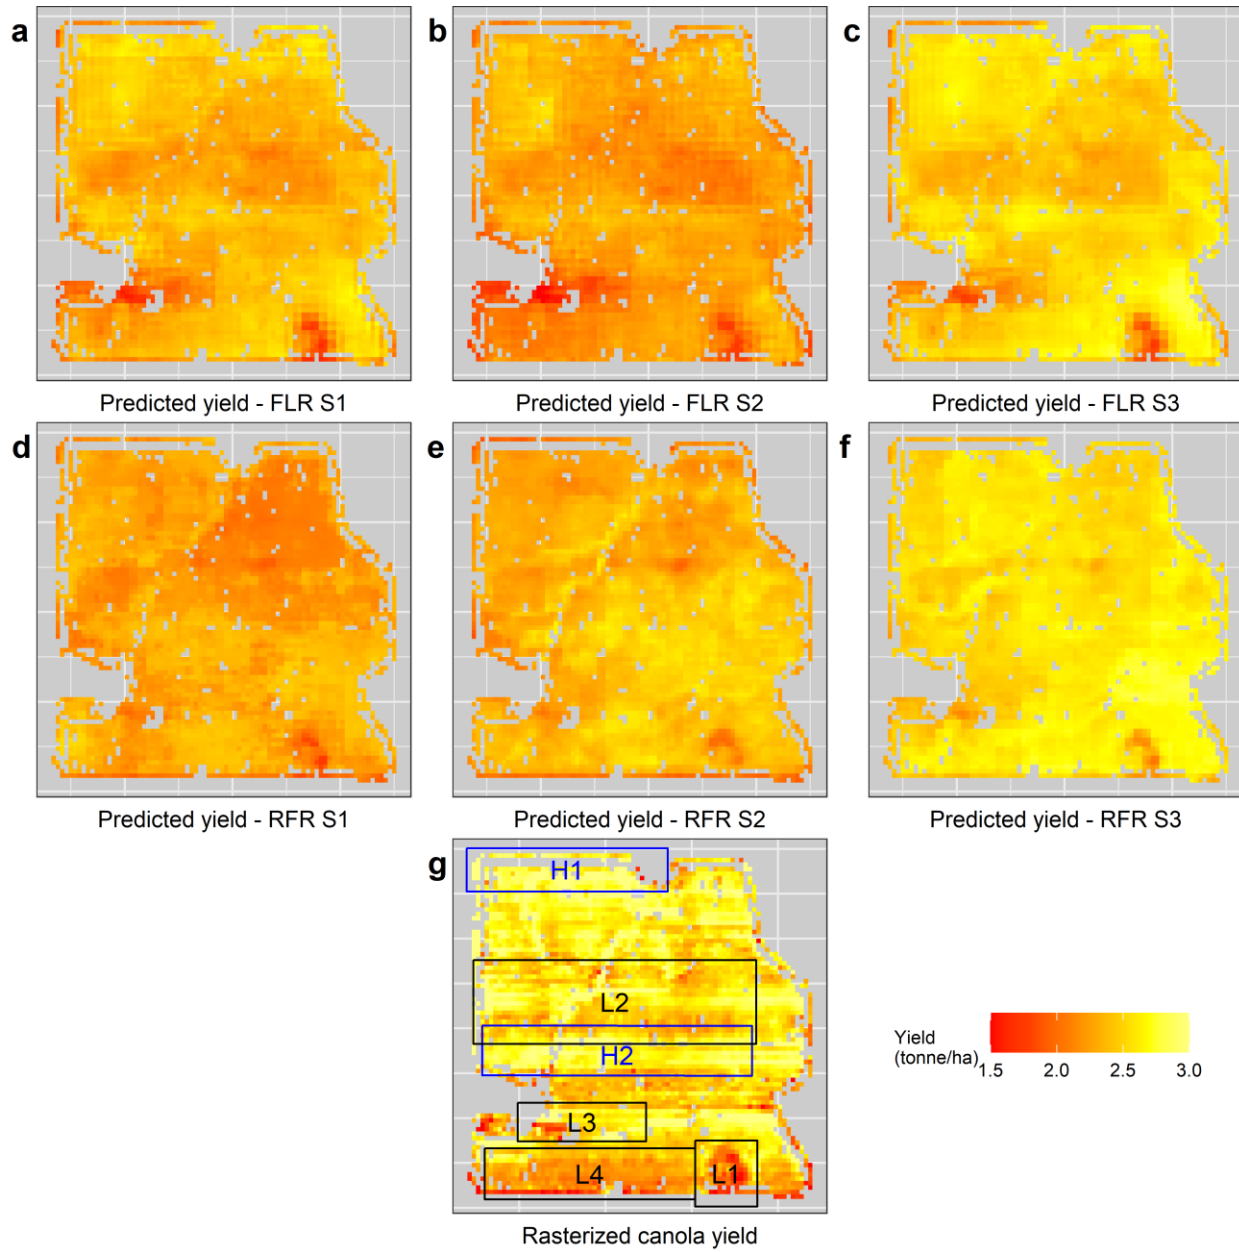 a
b
c
Predicted yield - FLR S1
Predicted yield - FLR S2
Predicted yield - FLR S3
d
e
f
Predicted yield - RFR S1
Predicted yield - RFR S2
Predicted yield - RFR S3
g
H1
L2
H2
L3
L4
L1
Yield
(tonne/ha)
1.5 2.0 2.5 3.0
Rasterized canola yield